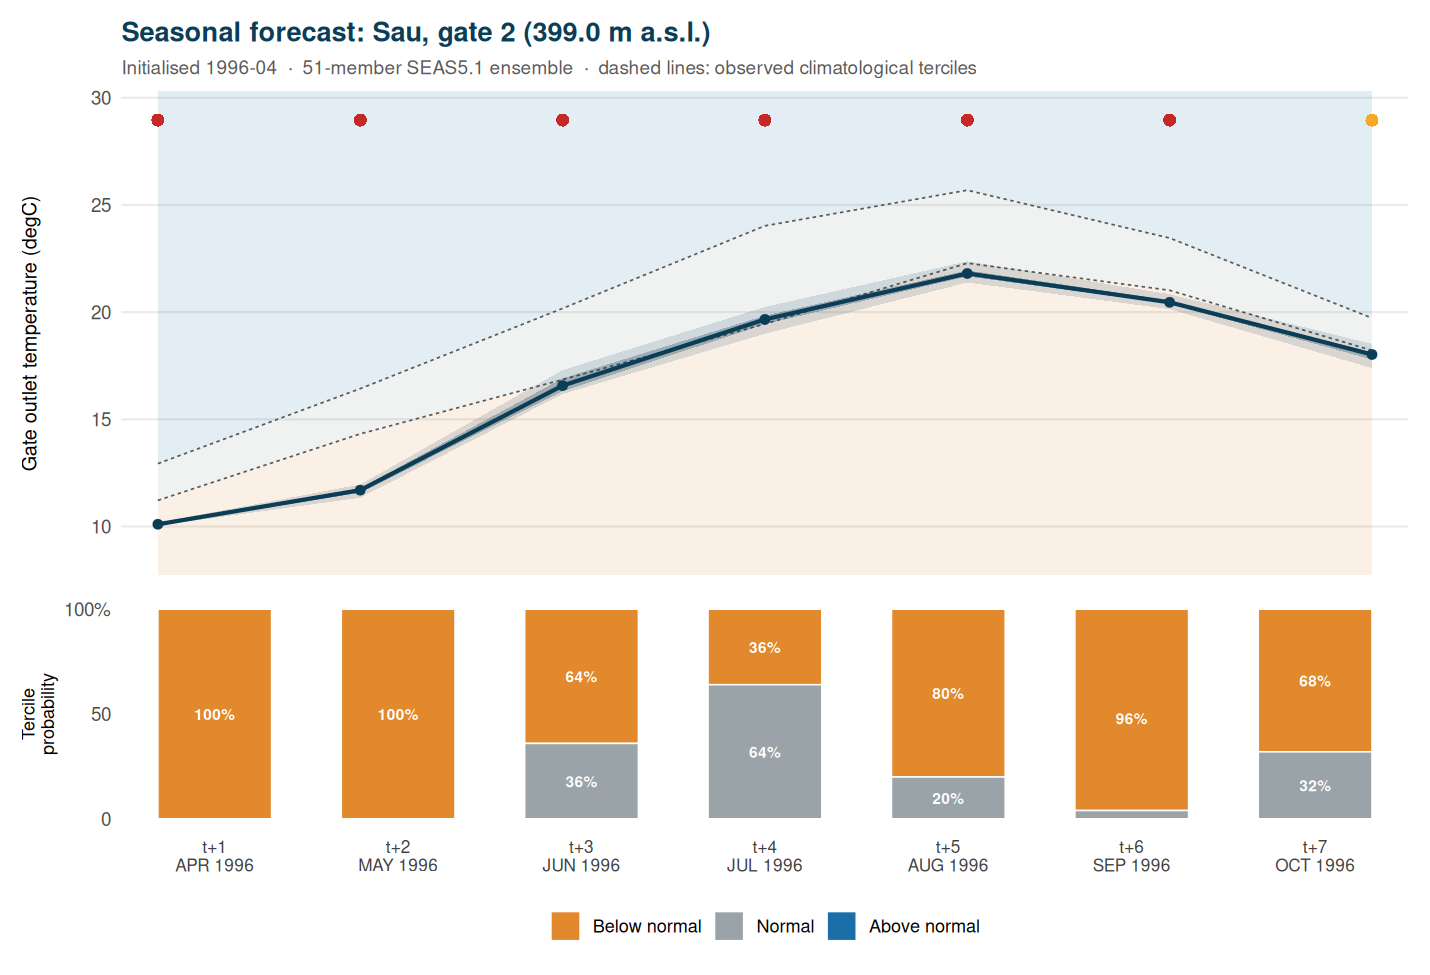 Seasonal forecast: Sau, gate 2 (399.0 m a.s.l.)
Initialised 1996-04 · 51-member SEAS5.1 ensemble · dashed lines: observed climatological terciles
Gate outlet temperature (degC)
30
25
20
15
10
Tercile
probability
100%
50
0
100%
100%
64%
36%
36%
64%
80%
20%
96%
68%
32%
t+1
APR 1996
t+2
MAY 1996
t+3
JUN 1996
t+4
JUL 1996
t+5
AUG 1996
t+6
SEP 1996
t+7
OCT 1996
Below normal
Normal
Above normal